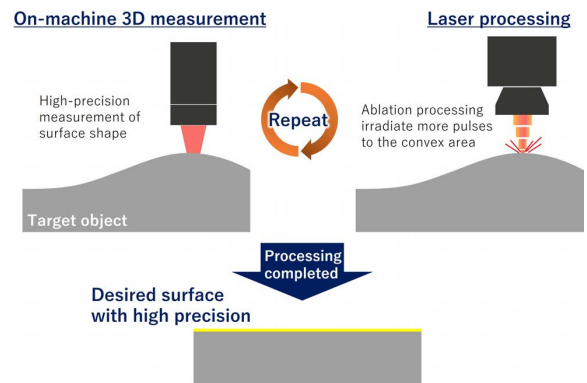 On-machine 3D measurement
Laser processing
High-precision
measurement of
surface shape
Repeat
Ablation processing
irradiate more pulses
to the convex area
Target object
Processing
completed
Desired surface
with high precision